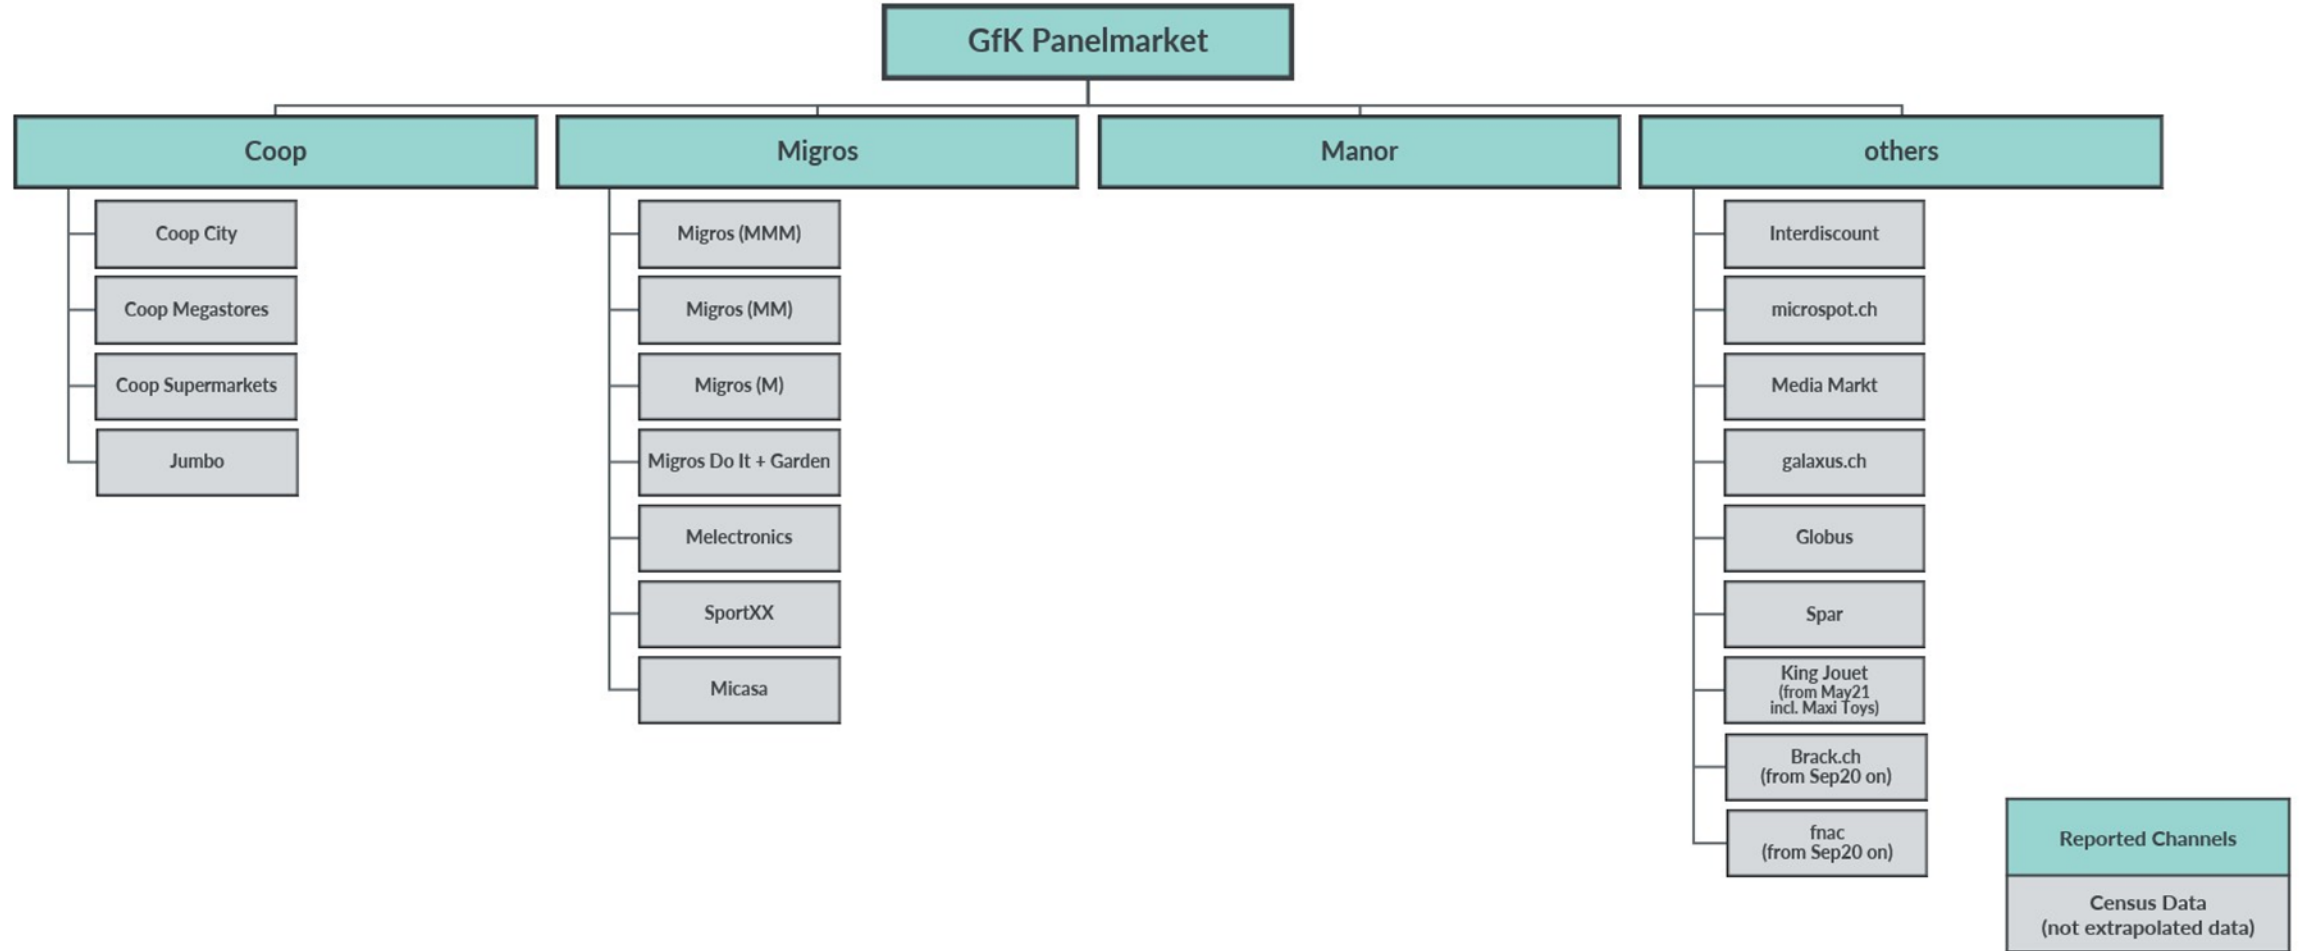 GfK Panelmarket
Coop
Migros
Manor
others
Coop City
Coop Megastores
Coop Supermarkets
Jumbo
Migros (MMM)
Migros (MM)
Migros (M)
Migros Do It + Garden
Melectronics
SportXX
Micasa
Interdiscount
microspot.ch
Media Markt
galaxus.ch
Globus
Spar
King Jouet
(from May21
incl. Maxi Toys)
Brack.ch
(from Sep20 on)
fnac
(from Sep20 on)
Reported Channels
Census Data
(not extrapolated data)